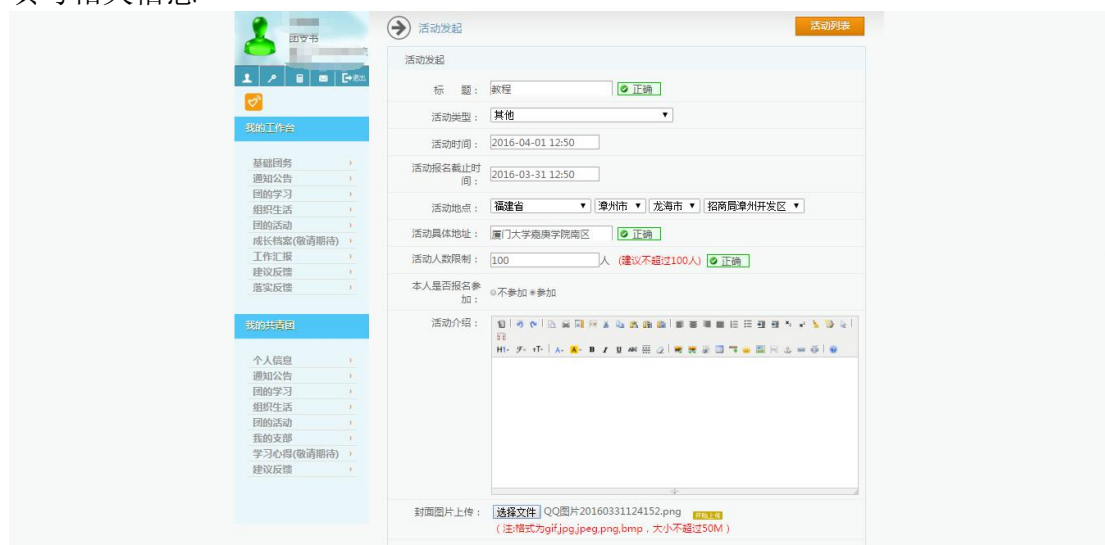 团支书
退出
我的工作台
基础团务
通知公告
团的学习
组织生活
团的活动
成长档案(敬请期待)
工作汇报
建议反馈
落实反馈
我的共青团
个人信息
通知公告
团的学习
组织生活
团的活动
我的支部
学习心得(敬请期待)
建议反馈
活动发起
活动列表
活动发起
标 题： 教程 正确
活动类型： 其他
活动时间： 2016-04-01 12:50
活动报名截止时
间： 2016-03-31 12:50
活动地点： 福建省 漳州市 龙海市 招商局漳州开发区
活动具体地址： 厦门大学嘉庚学院南区 正确
活动人数限制： 100 人 (建议不超过100人) 正确
本人是否报名参
加： 不参加 参加
活动介绍：
封面图片上传： 选择文件 QQ图片20160331124152.png 开始上传
（注:格式为gif,jpg,jpeg,png,bmp，大小不超过50M）